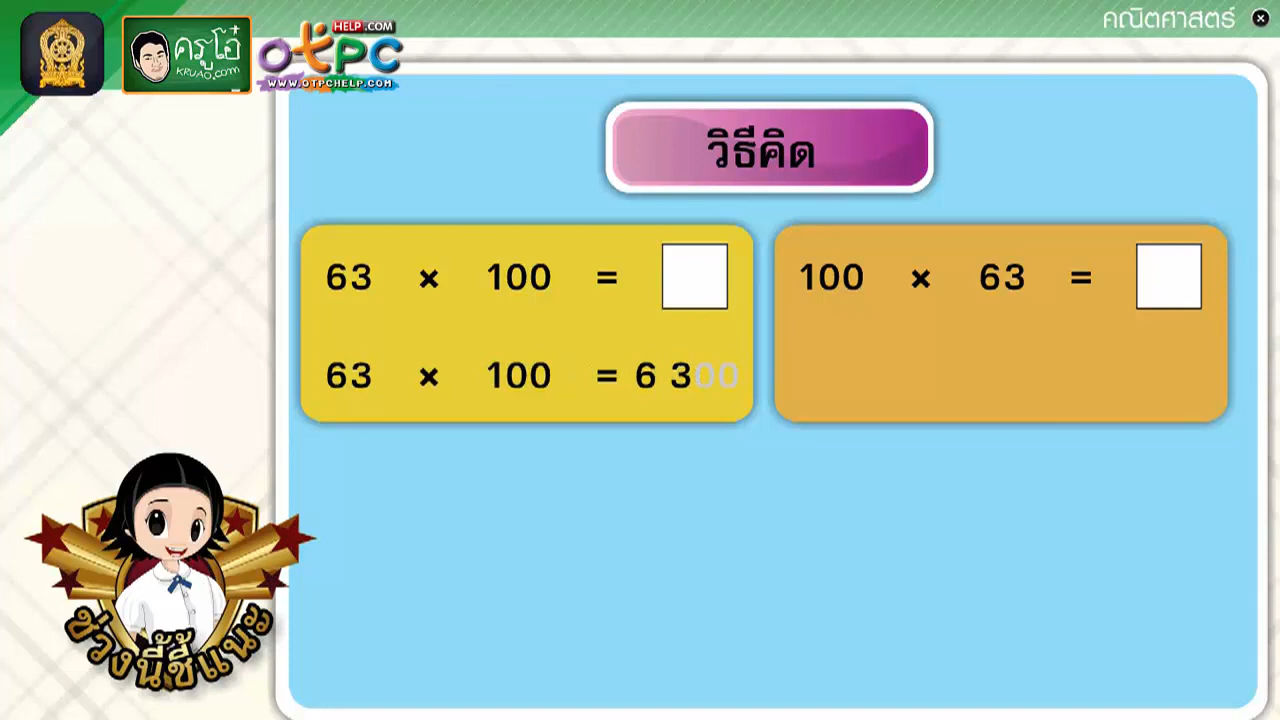 คณิตศาสตร์
ครูโอ๋
KRUAO.COM
HELP.COM
OTPC
WWW.OTPCHELP.COM
วิธีคิด
63 × 100 =
63 × 100 = 6 300
100 × 63 =
ช่วงนี้ชี้แนะ